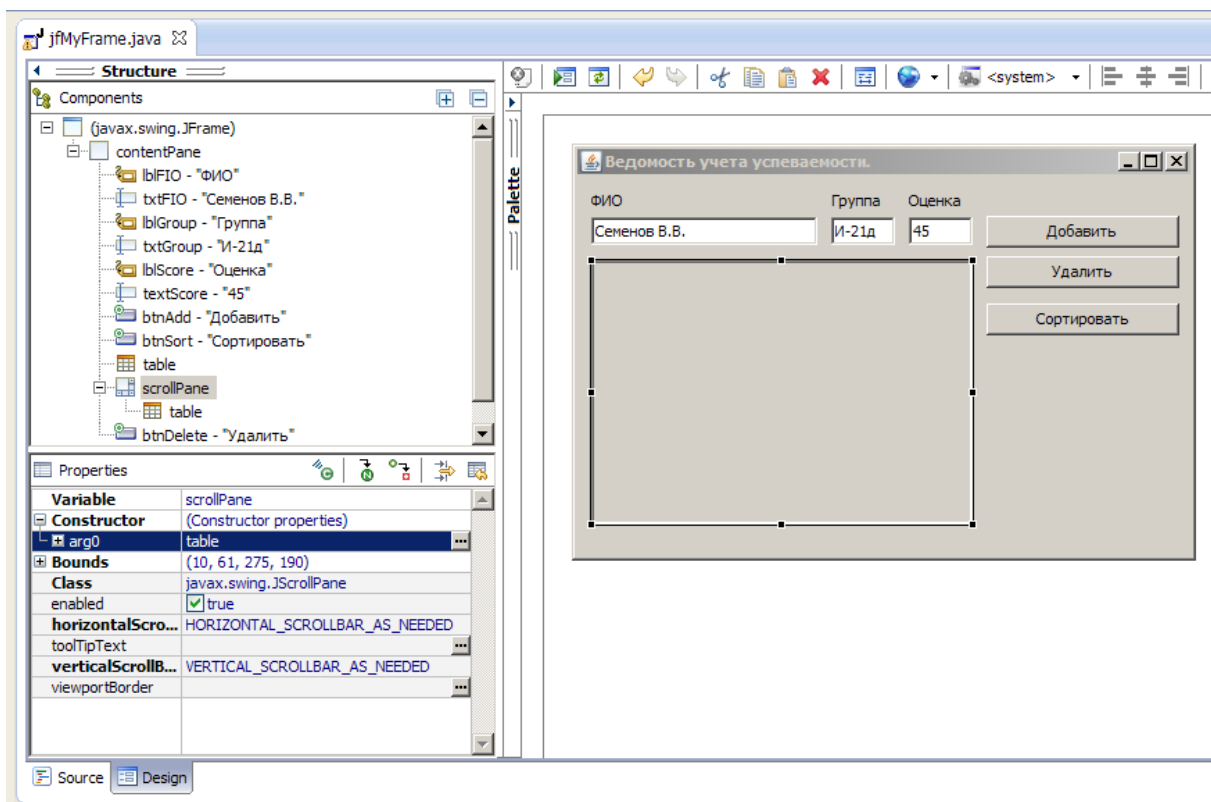 jfMyFrame.java
Structure
Components
(javax.swing.JFrame)
contentPane
lblFIO - "ФИО"
txtFIO - "Семенов В.В."
lblGroup - "Группа"
txtGroup - "И-21д"
lblScore - "Оценка"
textScore - "45"
btnAdd - "Добавить"
btnSort - "Сортировать"
table
scrollPane
table
btnDelete - "Удалить"
Properties
Variable scrollPane
Constructor (Constructor properties)
arg0 table
Bounds (10, 61, 275, 190)
Class javax.swing.JScrollPane
enabled true
horizontalScro... HORIZONTAL_SCROLLBAR_AS_NEEDED
toolTipText
verticalScrollB... VERTICAL_SCROLLBAR_AS_NEEDED
viewportBorder
Source Design
Palette
<system>
Ведомость учета успеваемости.
ФИО Группа Оценка
Семенов В.В. И-21д 45 Добавить
Удалить
Сортировать